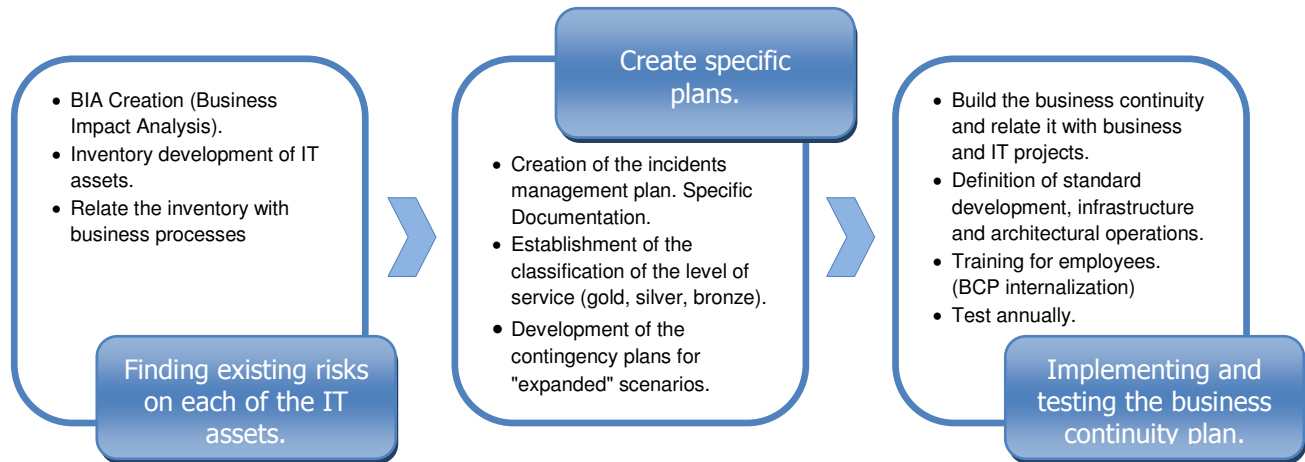 • BIA Creation (Business
Impact Analysis).
• Inventory development of IT
assets.
• Relate the inventory with
business processes
Finding existing risks
on each of the IT
assets.
Create specific
plans.
• Creation of the incidents
management plan. Specific
Documentation.
• Establishment of the
classification of the level of
service (gold, silver, bronze).
• Development of the
contingency plans for
"expanded" scenarios.
• Build the business continuity
and relate it with business
and IT projects.
• Definition of standard
development, infrastructure
and architectural operations.
• Training for employees.
(BCP internalization)
• Test annually.
Implementing and
testing the business
continuity plan.